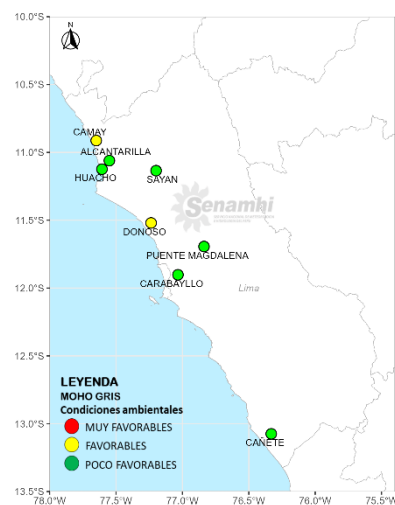 10.0°S
N
10.5°S
CAMAY
11.0°S
ALCANTARILLA
HUACHO
SAYAN
Senamhi
11.5°S
DONOSO
PUENTE MAGDALENA
CARABAYLLO
12.0°S
Lima
12.5°S
LEYENDA
MOHO GRIS
Condiciones ambientales
13.0°S
MUY FAVORABLES
FAVORABLES
CAÑETE
POCO FAVORABLES
13.5°S
78.0°W 77.5°W 77.0°W 76.5°W 76.0°W 75.5°W